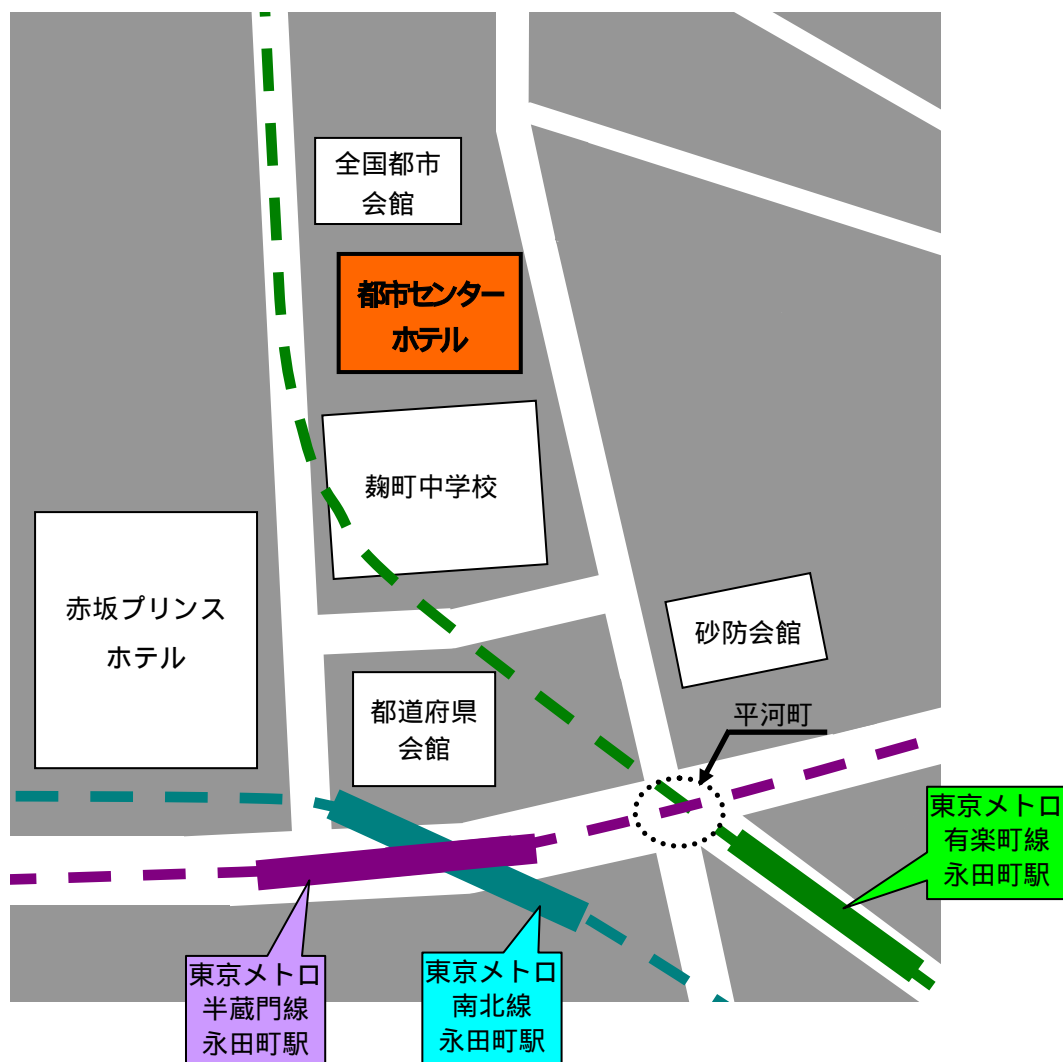 全国都市
会館
都市センター
ホテル
麹町中学校
赤坂プリンス
ホテル
砂防会館
都道府県
会館
平河町
東京メトロ
有楽町線
永田町駅
東京メトロ
半蔵門線
永田町駅
東京メトロ
南北線
永田町駅